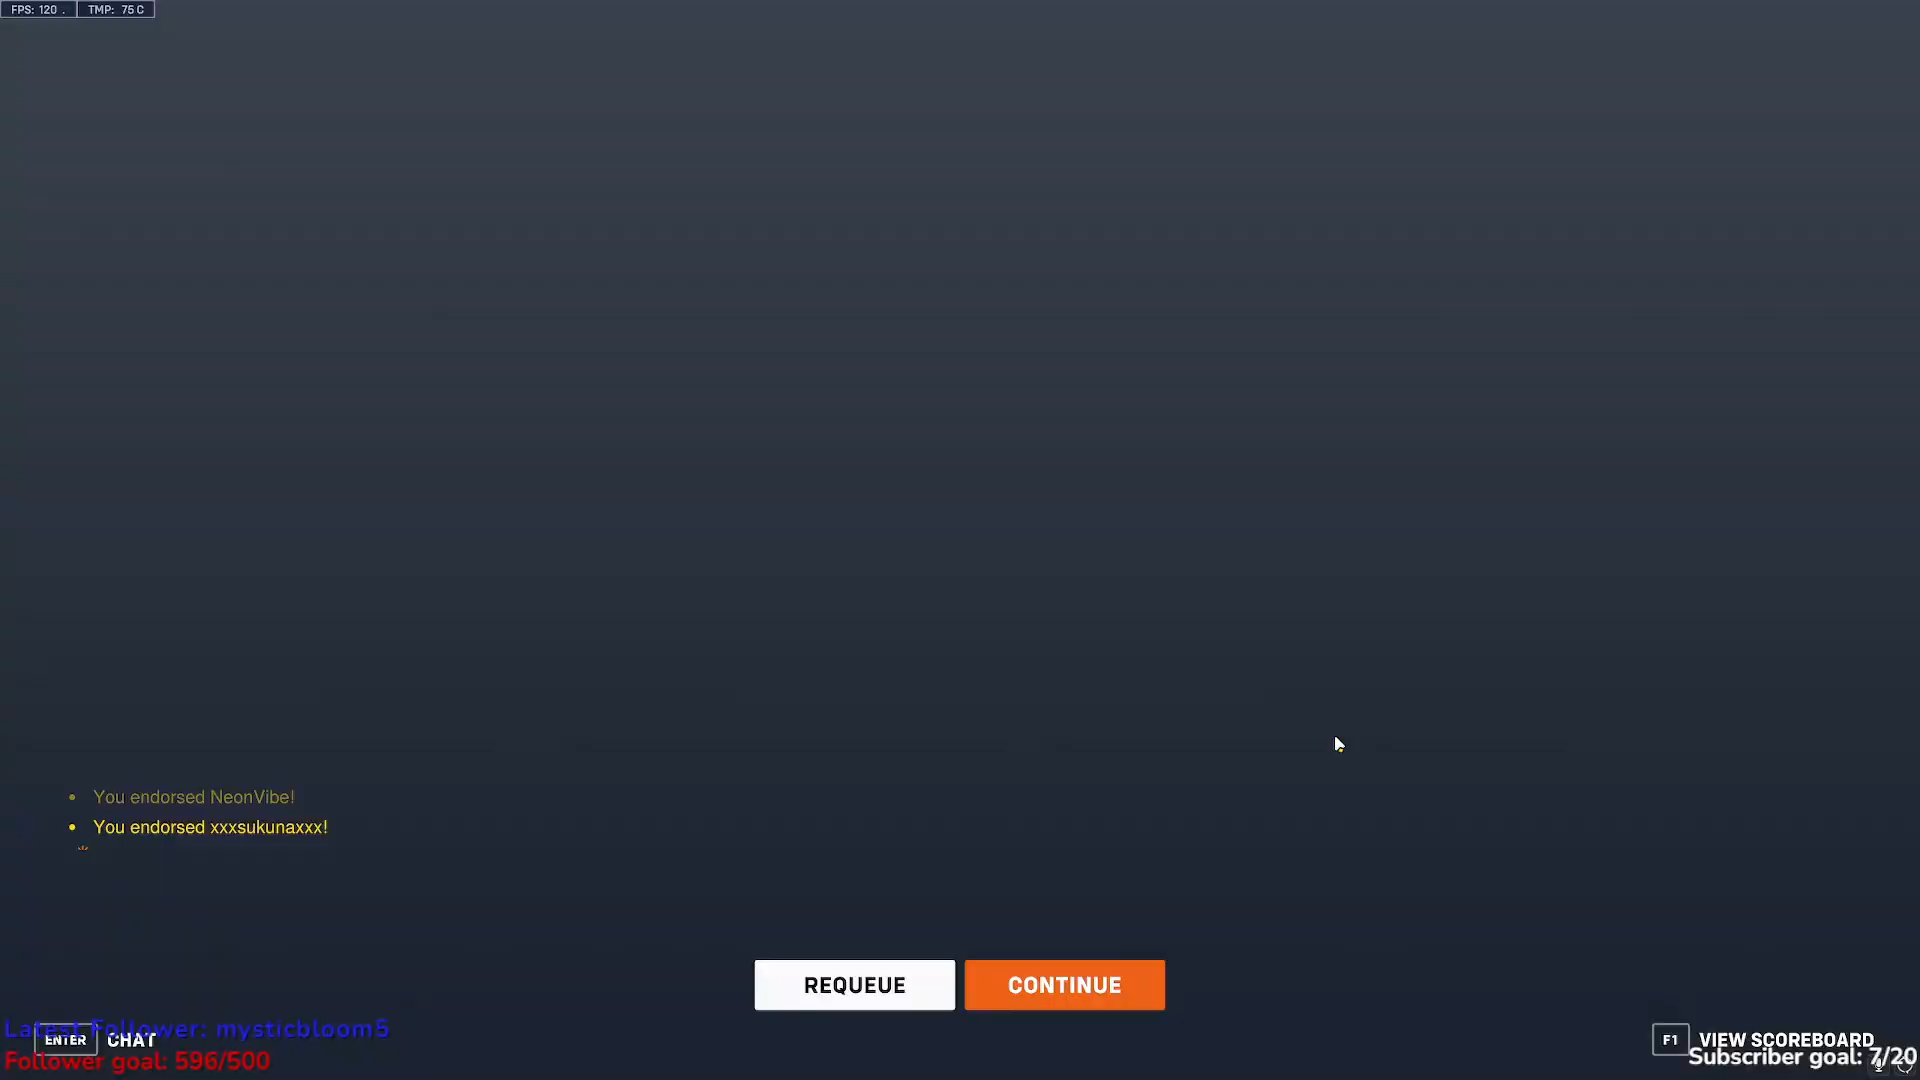 FPS: 120 .
TMP: 75 C
You endorsed NeonVibe!
You endorsed xxxsukunaxxx!
REQUEUE
CONTINUE
Latest Follower: mysticbloom5
ENTER CHAT
F1 VIEW SCOREBOARD
Follower goal: 596/500
Subscriber goal: 7/20